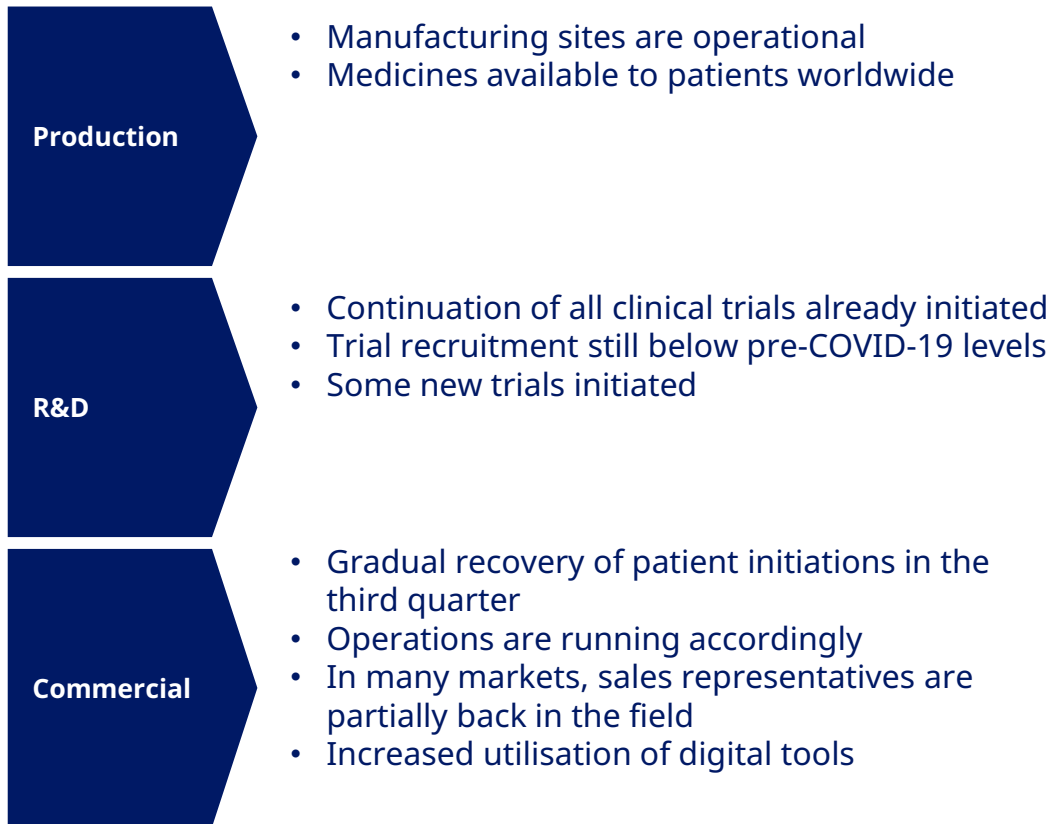 Production
• Manufacturing sites are operational
• Medicines available to patients worldwide
R&D
• Continuation of all clinical trials already initiated
• Trial recruitment still below pre-COVID-19 levels
• Some new trials initiated
Commercial
• Gradual recovery of patient initiations in the
third quarter
• Operations are running accordingly
• In many markets, sales representatives are
partially back in the field
• Increased utilisation of digital tools